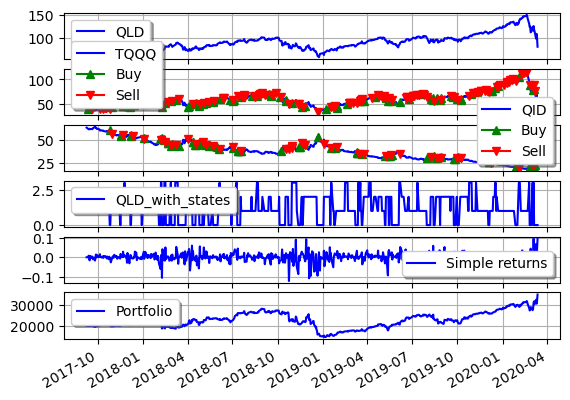 150
100
QLD
TQQQ
Buy
Sell
100
50
QID
Buy
Sell
50
25
2.5
0.0
QLD_with_states
0.1
0.0
−0.1
Simple returns
30000
20000
Portfolio
2017-10
2018-01
2018-04
2018-07
2018-10
2019-01
2019-04
2019-07
2019-10
2020-01
2020-04